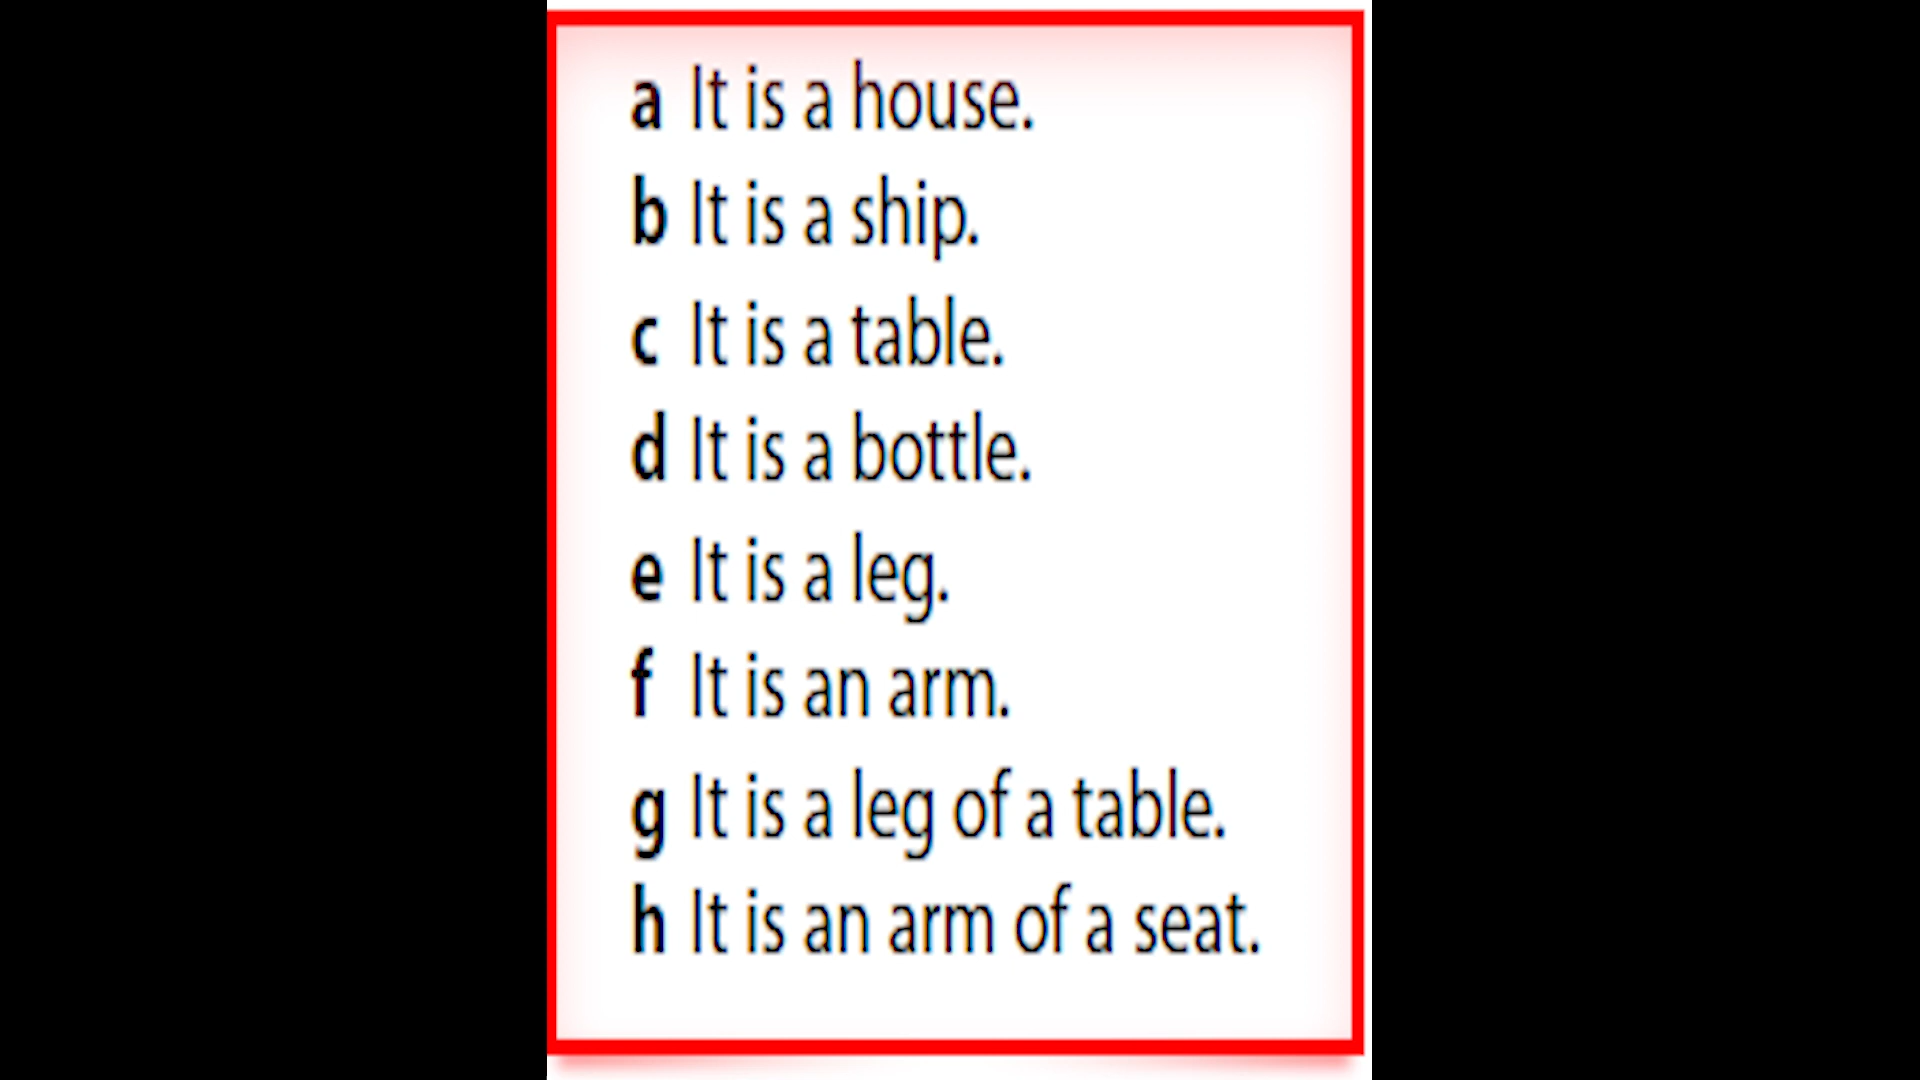 a It is a house.
b It is a ship.
c It is a table.
d It is a bottle.
e It is a leg.
f It is an arm.
g It is a leg of a table.
h It is an arm of a seat.